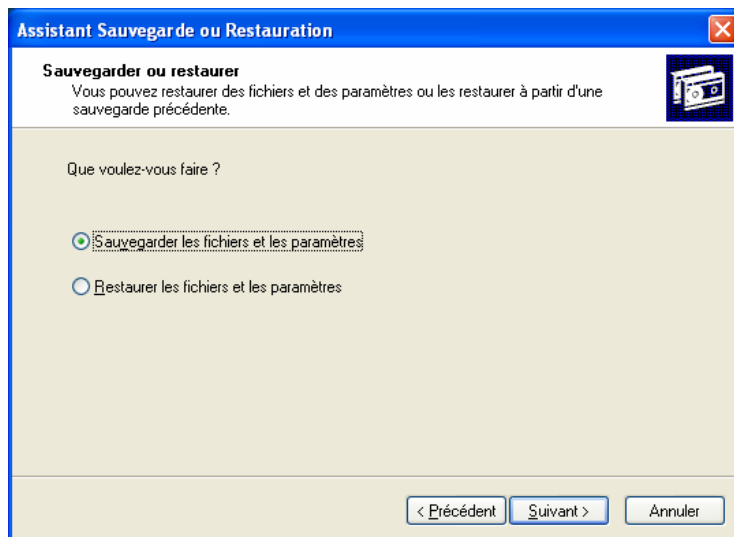 Assistant Sauvegarde ou Restauration
Sauvegarder ou restaurer
Vous pouvez restaurer des fichiers et des paramètres ou les restaurer à partir d'une
sauvegarde précédente.
Que voulez-vous faire ?
Sauvegarder les fichiers et les paramètres
Restaurer les fichiers et les paramètres
< Précédent
Suivant >
Annuler